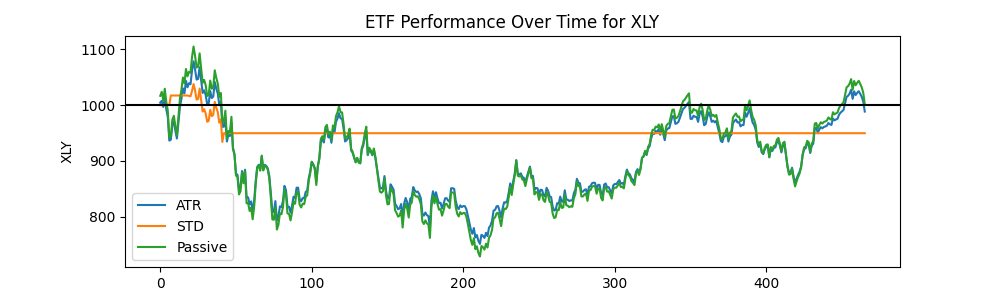 ETF Performance Over Time for XLY
XLY
1100
1000
900
800
ATR
STD
Passive
0 100 200 300 400